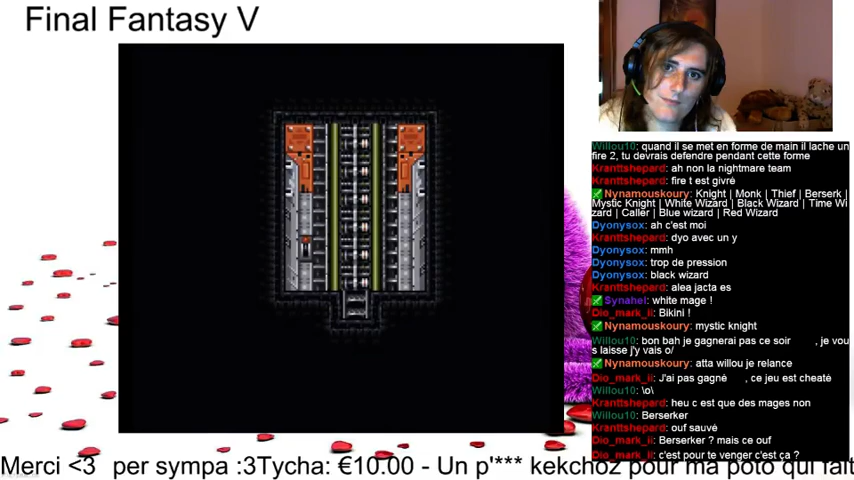 Final Fantasy V
Willou10: quand il se met en forme de main il lache un
fire 2, tu devrais defendre pendant cette forme
Kranttshepard: ah non la nightmare team
Kranttshepard: fire t est givré
Nynamouskoury: Knight | Monk | Thief | Berserk |
Mystic Knight | White Wizard | Black Wizard | Time Wi
zard | Caller | Blue wizard | Red Wizard
Dyonysox: ah c'est moi
Kranttshepard: dyo avec un y
Dyonysox: mmh
Dyonysox: trop de pression
Dyonysox: black wizard
Kranttshepard: alea jacta es
Synahel: white mage !
Dio_mark_ii: Bikini !
Nynamouskoury: mystic knight
Willou10: bon bah je gagnerai pas ce soir , je vou
s laisse j'y vais o/
Nynamouskoury: atta willou je relance
Dio_mark_ii: J'ai pas gagné , ce jeu est cheaté
Willou10: \o\
Kranttshepard: heu c est que des mages non
Willou10: Berserker
Kranttshepard: ouf sauvé
Dio_mark_ii: Berserker ? mais ce ouf
Dio_mark_ii: c'est pour te venger c'est ça ?
Merci <3 per sympa :3Tycha: €10.00 - Un p'*** kekchoz pour ma poto qui fait